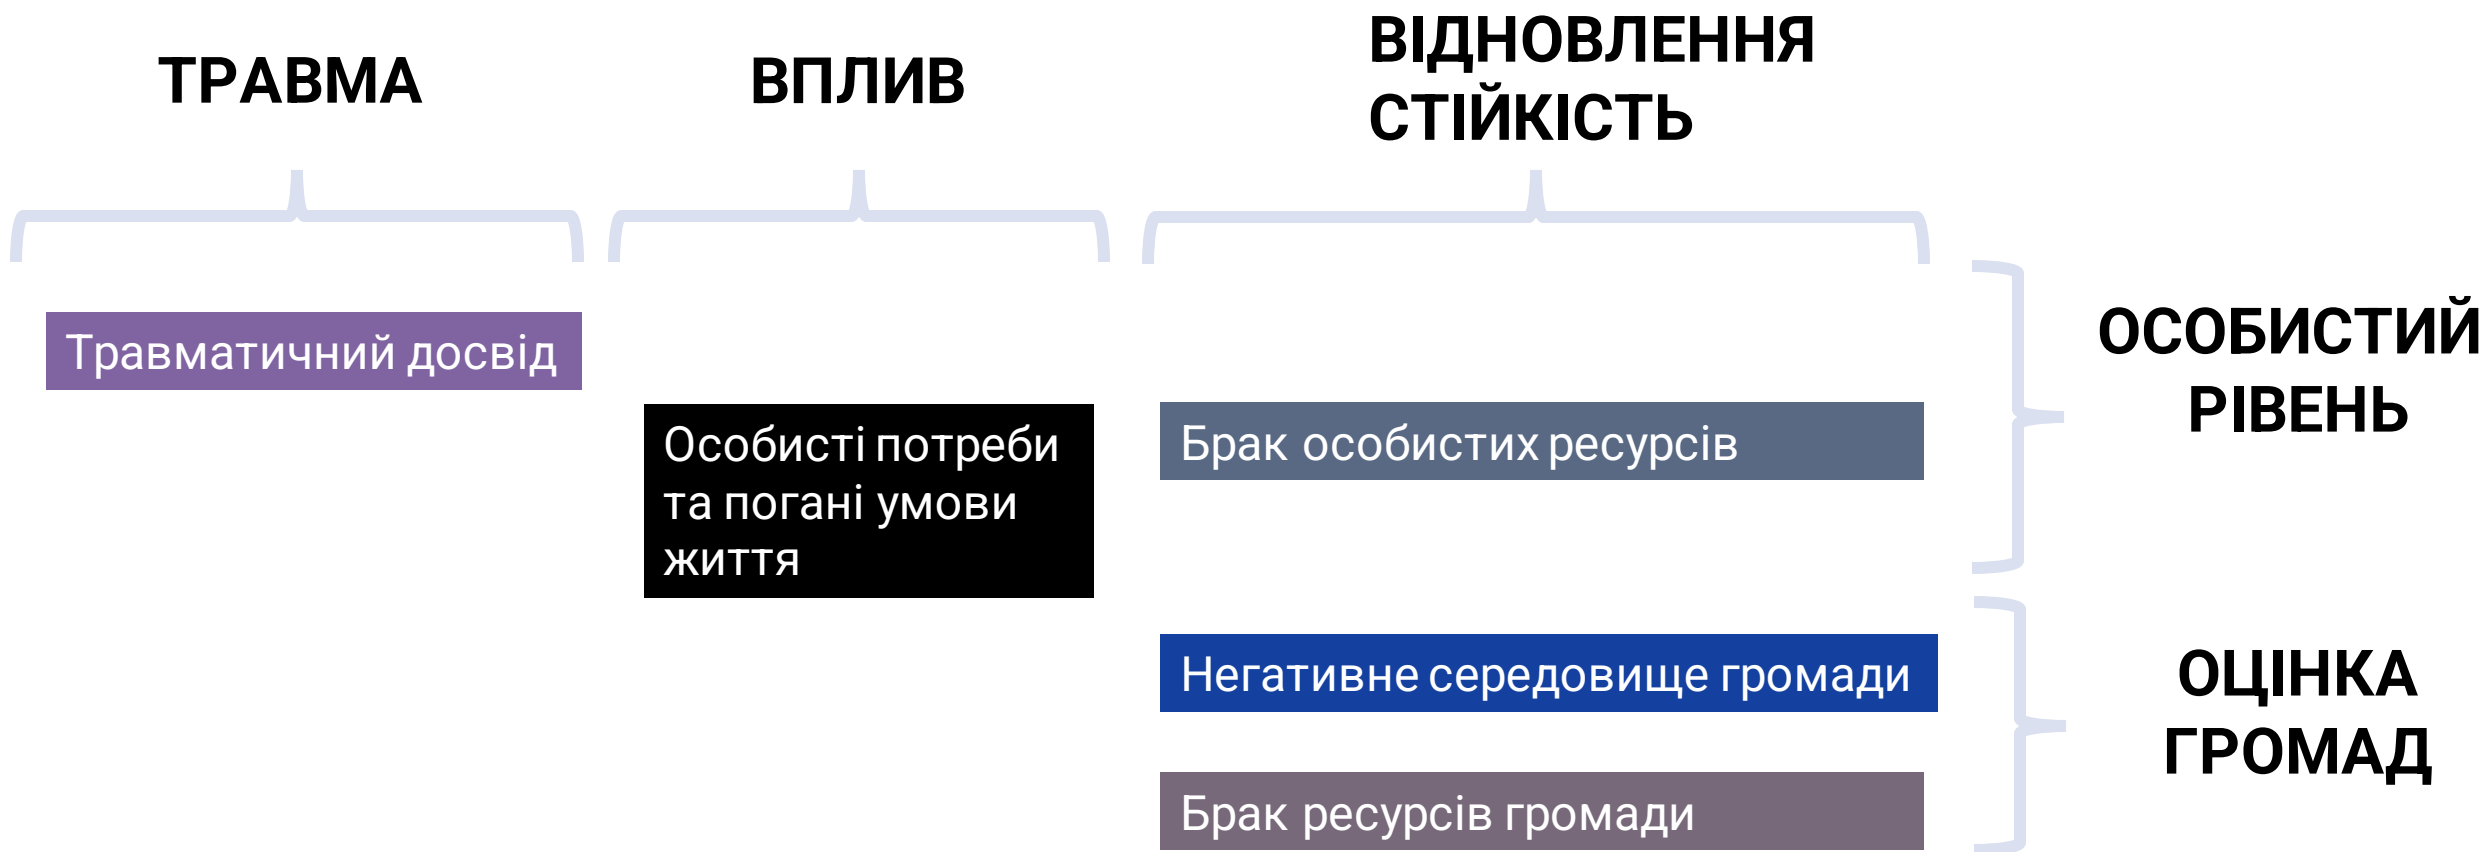 ТРАВМА
ВПЛИВ
ВІДНОВЛЕННЯ
СТІЙКІСТЬ
Травматичний досвід
Особисті потреби
та погані умови
життя
Брак особистих ресурсів
ОСОБИСТИЙ
РІВЕНЬ
Негативне середовище громади
Брак ресурсів громади
ОЦІНКА
ГРОМАД